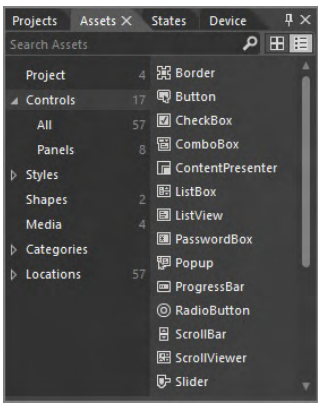 Projects Assets States Device
Search Assets
Project 4
Controls 17
All 57
Panels 8
Styles
Shapes 2
Media 4
Categories
Locations 57
Border
Button
CheckBox
ComboBox
ContentPresenter
ListBox
ListView
PasswordBox
Popup
ProgressBar
RadioButton
ScrollBar
ScrollViewer
Slider